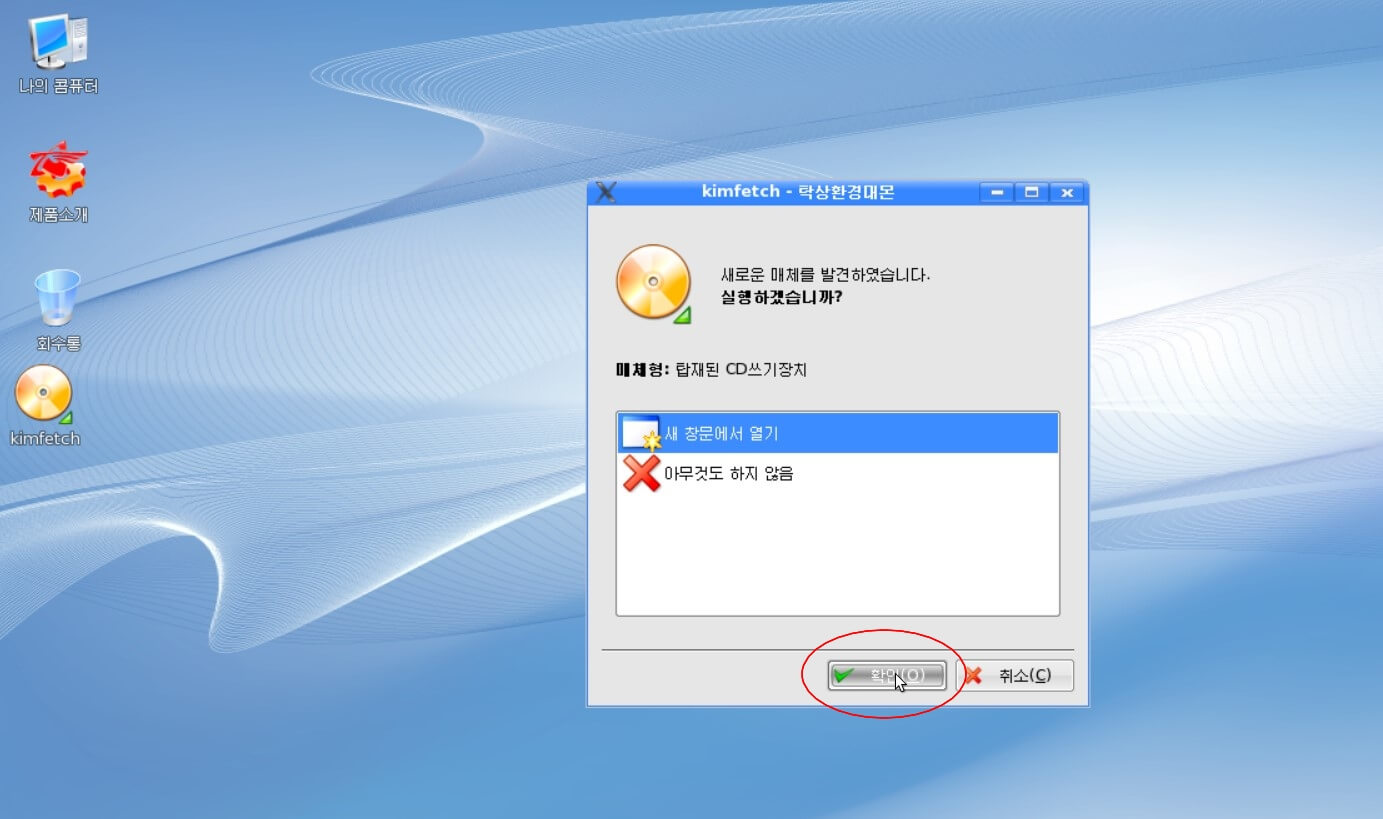 나의 콤퓨터
제품소개
회수통
kimfetch
kimfetch - 탁상환경대몬
새로운 매체를 발견하였습니다.
실행하겠습니까?
매체형: 탑재된 CD쓰기장치
새 창문에서 열기
아무것도 하지 않음
확인(O)
취소(C)